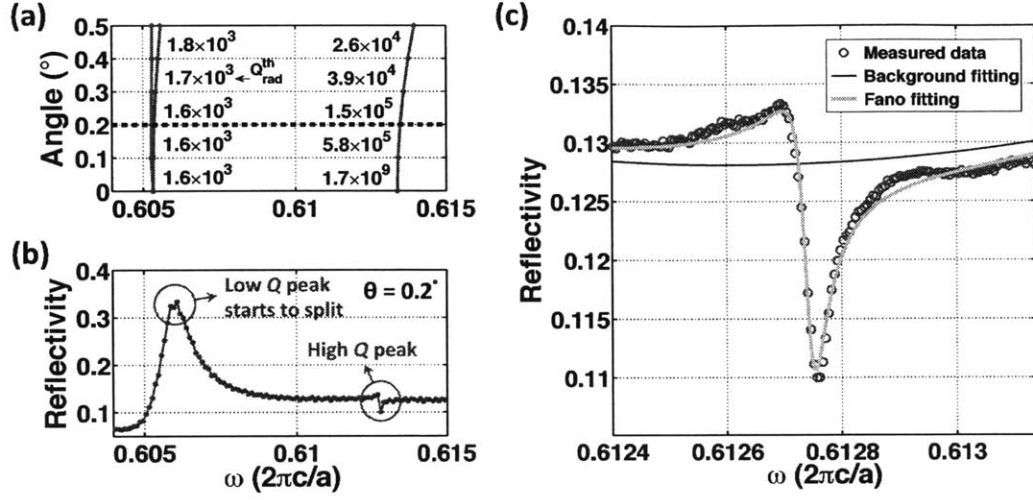 (a)
Angle (°)
0.5
0.4
0.3
0.2
0.1
0
1.8×10³
2.6×10⁴
1.7×10³ ← Q_rad^th
3.9×10⁴
1.6×10³
1.5×10⁵
1.6×10³
5.8×10⁵
1.6×10³
1.7×10⁹
0.605
0.61
0.615
(b)
Reflectivity
0.4
0.3
0.2
0.1
Low Q peak
starts to split
θ = 0.2°
High Q peak
0.605
0.61
0.615
ω (2πc/a)
(c)
Reflectivity
0.14
0.135
0.13
0.125
0.12
0.115
0.11
Measured data
Background fitting
Fano fitting
0.6124
0.6126
0.6128
0.613
ω (2πc/a)